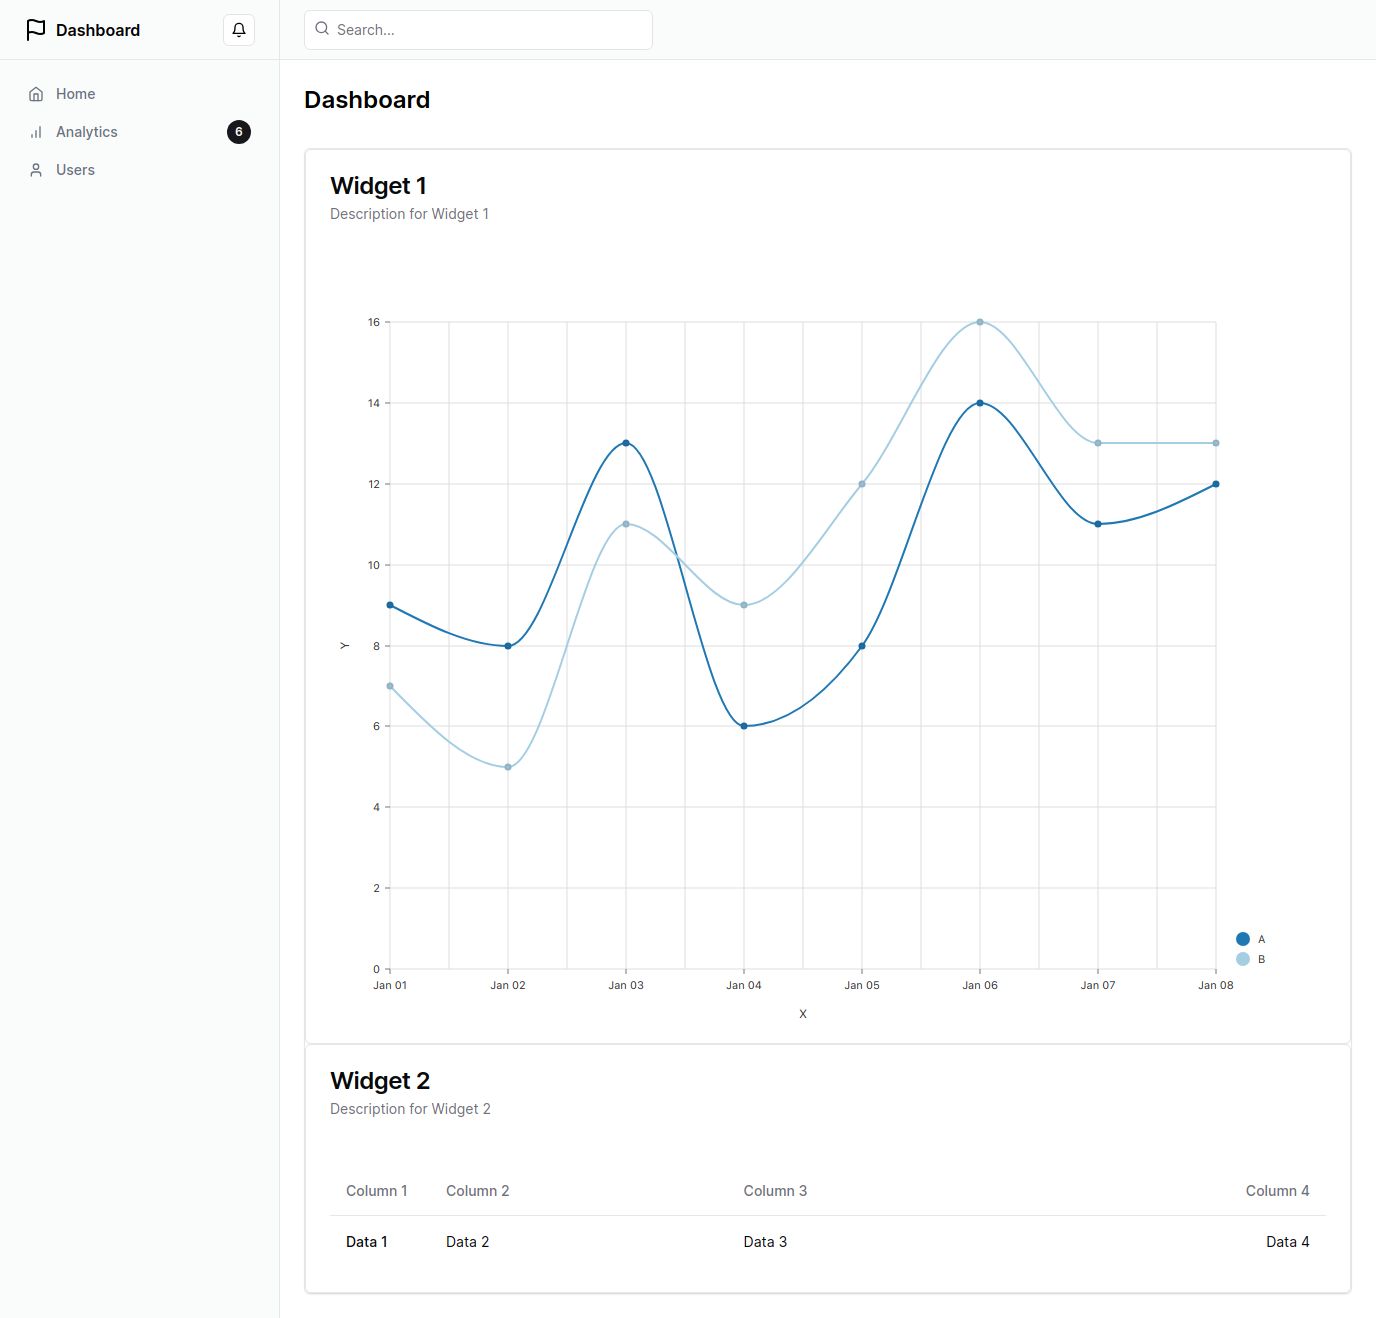 Dashboard
Search...
Home
Analytics 6
Users
Dashboard
Widget 1
Description for Widget 1
16
14
12
10
8
6
4
2
0
Y
Jan 01 Jan 02 Jan 03 Jan 04 Jan 05 Jan 06 Jan 07 Jan 08
X
A
B
Widget 2
Description for Widget 2
Column 1 Column 2 Column 3 Column 4
Data 1 Data 2 Data 3 Data 4